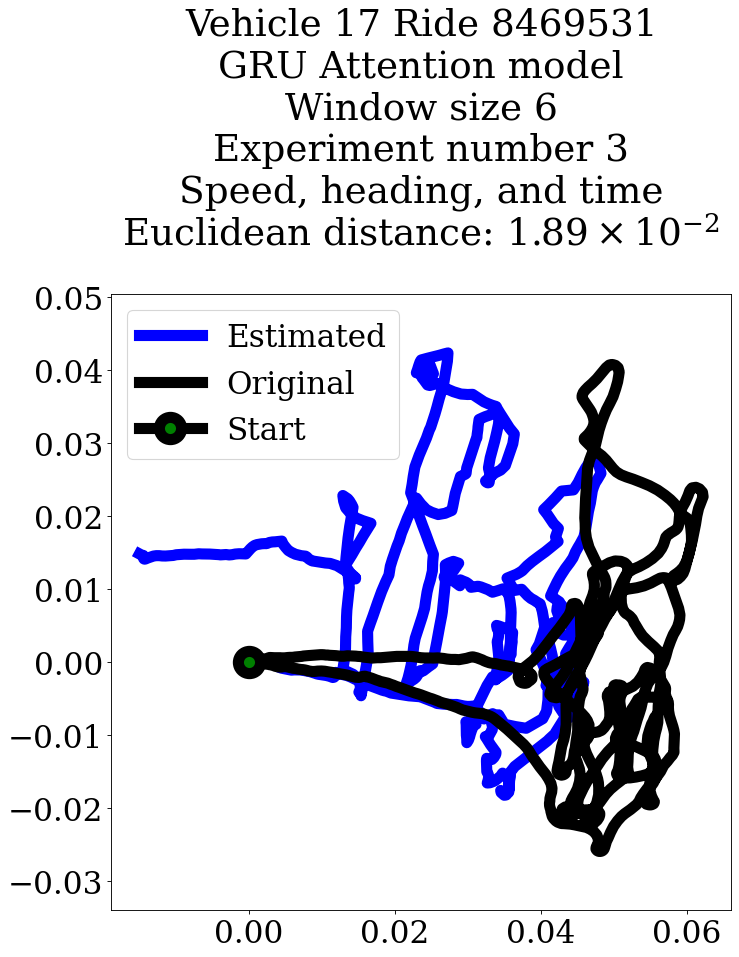 Vehicle 17 Ride 8469531
GRU Attention model
Window size 6
Experiment number 3
Speed, heading, and time
Euclidean distance: 1.89 × 10⁻²
0.05
0.04
0.03
0.02
0.01
0.00
−0.01
−0.02
−0.03
Estimated
Original
Start
0.00 0.02 0.04 0.06